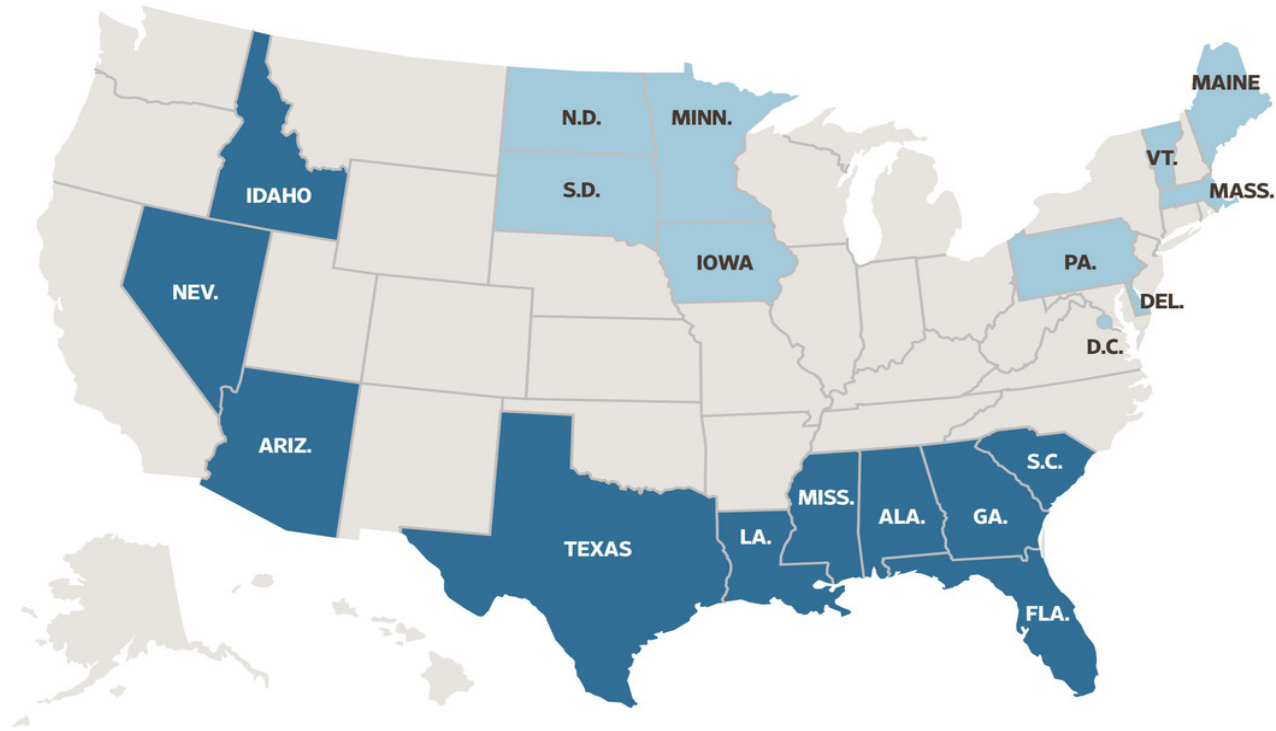 MAINE
N.D.
MINN.
VT.
S.D.
MASS.
IDAHO
IOWA
PA.
NEV.
DEL.
D.C.
ARIZ.
S.C.
MISS.
ALA.
GA.
LA.
TEXAS
FLA.